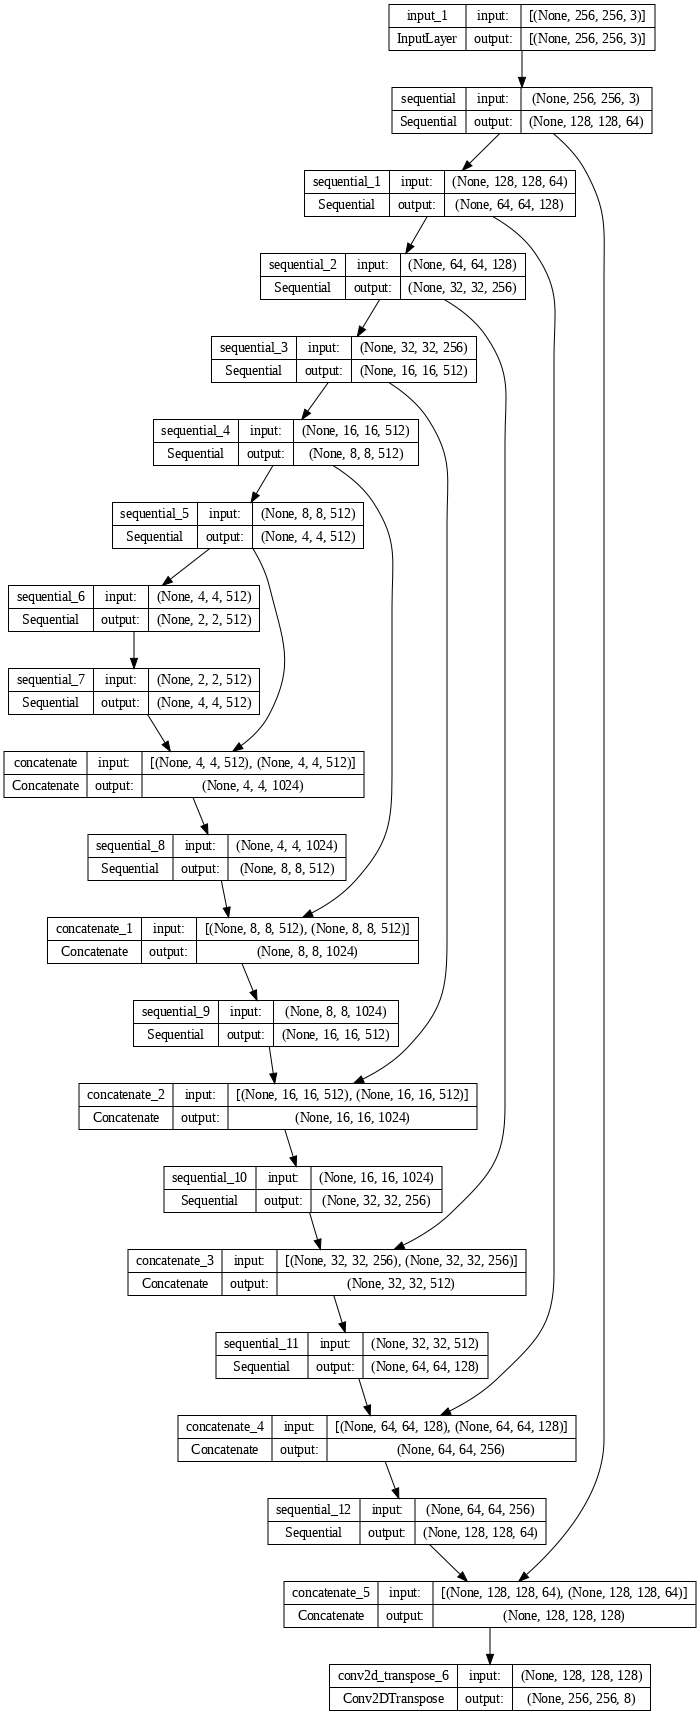 input_1 input: [(None, 256, 256, 3)]
InputLayer output: [(None, 256, 256, 3)]
sequential input: (None, 256, 256, 3)
Sequential output: (None, 128, 128, 64)
sequential_1 input: (None, 128, 128, 64)
Sequential output: (None, 64, 64, 128)
sequential_2 input: (None, 64, 64, 128)
Sequential output: (None, 32, 32, 256)
sequential_3 input: (None, 32, 32, 256)
Sequential output: (None, 16, 16, 512)
sequential_4 input: (None, 16, 16, 512)
Sequential output: (None, 8, 8, 512)
sequential_5 input: (None, 8, 8, 512)
Sequential output: (None, 4, 4, 512)
sequential_6 input: (None, 4, 4, 512)
Sequential output: (None, 2, 2, 512)
sequential_7 input: (None, 2, 2, 512)
Sequential output: (None, 4, 4, 512)
concatenate input: [(None, 4, 4, 512), (None, 4, 4, 512)]
Concatenate output: (None, 4, 4, 1024)
sequential_8 input: (None, 4, 4, 1024)
Sequential output: (None, 8, 8, 512)
concatenate_1 input: [(None, 8, 8, 512), (None, 8, 8, 512)]
Concatenate output: (None, 8, 8, 1024)
sequential_9 input: (None, 8, 8, 1024)
Sequential output: (None, 16, 16, 512)
concatenate_2 input: [(None, 16, 16, 512), (None, 16, 16, 512)]
Concatenate output: (None, 16, 16, 1024)
sequential_10 input: (None, 16, 16, 1024)
Sequential output: (None, 32, 32, 256)
concatenate_3 input: [(None, 32, 32, 256), (None, 32, 32, 256)]
Concatenate output: (None, 32, 32, 512)
sequential_11 input: (None, 32, 32, 512)
Sequential output: (None, 64, 64, 128)
concatenate_4 input: [(None, 64, 64, 128), (None, 64, 64, 128)]
Concatenate output: (None, 64, 64, 256)
sequential_12 input: (None, 64, 64, 256)
Sequential output: (None, 128, 128, 64)
concatenate_5 input: [(None, 128, 128, 64), (None, 128, 128, 64)]
Concatenate output: (None, 128, 128, 128)
conv2d_transpose_6 input: (None, 128, 128, 128)
Conv2DTranspose output: (None, 256, 256, 8)